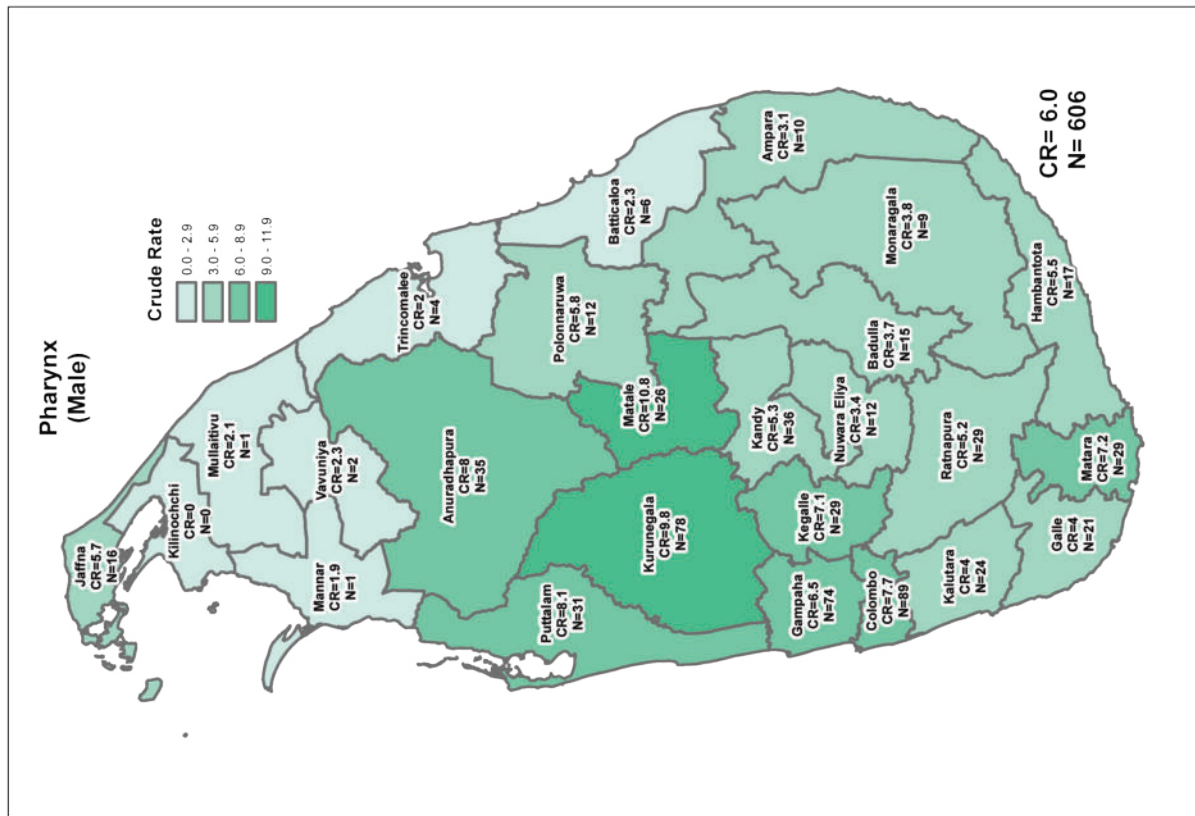 Pharynx
(Male)
Crude Rate
0.0 - 2.9
3.0 - 5.9
6.0 - 8.9
9.0 - 11.9
Jaffna
CR=5.7
N=16
Kilinochchi
CR=0
N=0
Mullaitivu
CR=2.1
N=1
Mannar
CR=1.9
N=1
Vavuniya
CR=2.3
N=2
Trincomalee
CR=2
N=4
Anuradhapura
CR=8
N=35
Puttalam
CR=8.1
N=31
Polonnaruwa
CR=5.8
N=12
Batticaloa
CR=2.3
N=6
Kurunegala
CR=9.8
N=78
Matale
CR=10.8
N=26
Kandy
CR=5.3
N=36
Ampara
CR=3.1
N=10
Gampaha
CR=6.5
N=74
Kegalle
CR=7.1
N=29
Nuwara Eliya
CR=3.4
N=12
Badulla
CR=3.7
N=15
Monaragala
CR=3.8
N=9
Colombo
CR=7.7
N=89
Kalutara
CR=4
N=24
Ratnapura
CR=5.2
N=29
Hambantota
CR=5.5
N=17
Galle
CR=4
N=21
Matara
CR=7.2
N=29
CR= 6.0
N= 606